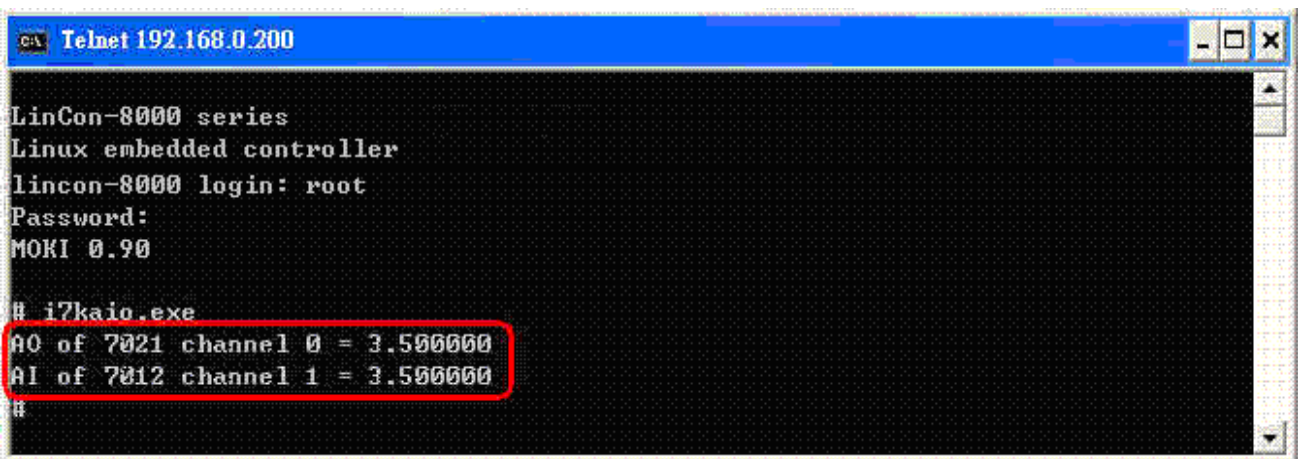 Telnet 192.168.0.200
LinCon-8000 series
Linux embedded controller
lincon-8000 login: root
Password:
MOKI 0.90
# i7kaio.exe
AO of 7021 channel 0 = 3.500000
AI of 7012 channel 1 = 3.500000
#